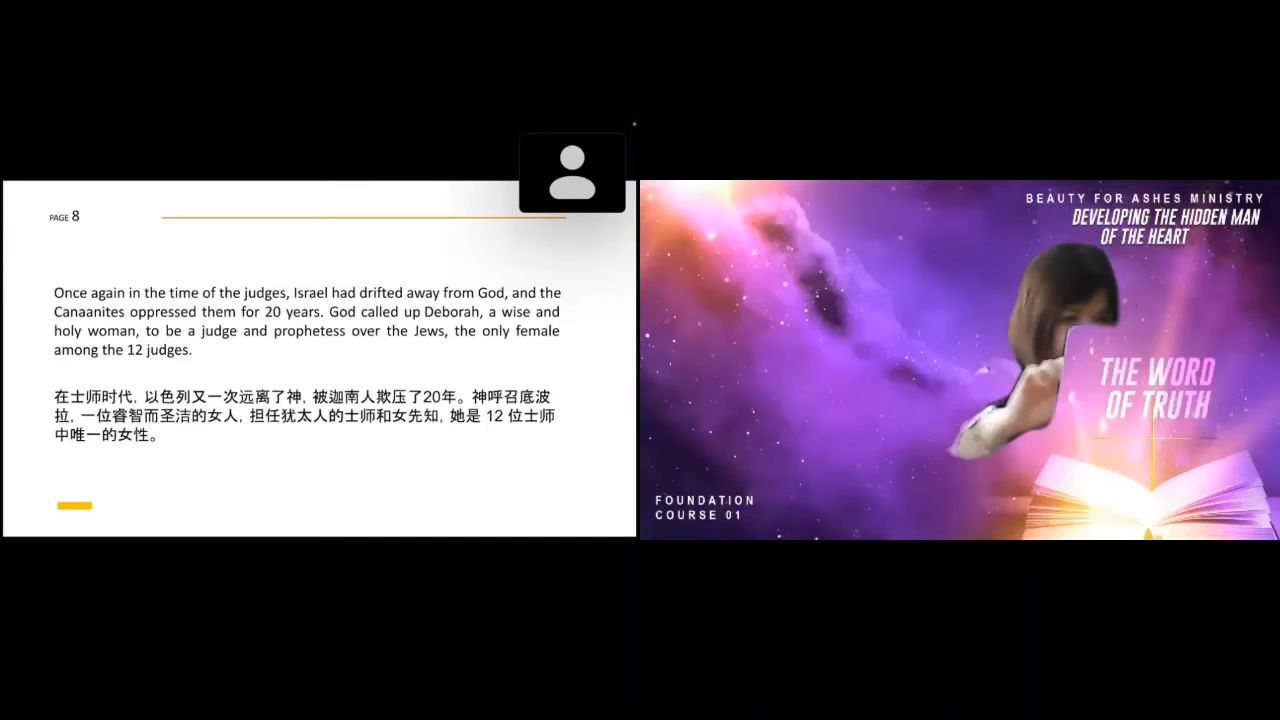 PAGE 8
Once again in the time of the judges, Israel had drifted away from God, and the
Canaanites oppressed them for 20 years. God called up Deborah, a wise and
holy woman, to be a judge and prophetess over the Jews, the only female
among the 12 judges.
在士师时代, 以色列又一次远离了神, 被迦南人欺压了20年。神呼召底波
拉, 一位睿智而圣洁的女人, 担任犹太人的士师和女先知, 她是 12 位士师
中唯一的女性。
BEAUTY FOR ASHES MINISTRY
DEVELOPING THE HIDDEN MAN
OF THE HEART
THE WORD
OF TRUTH
FOUNDATION
COURSE 01